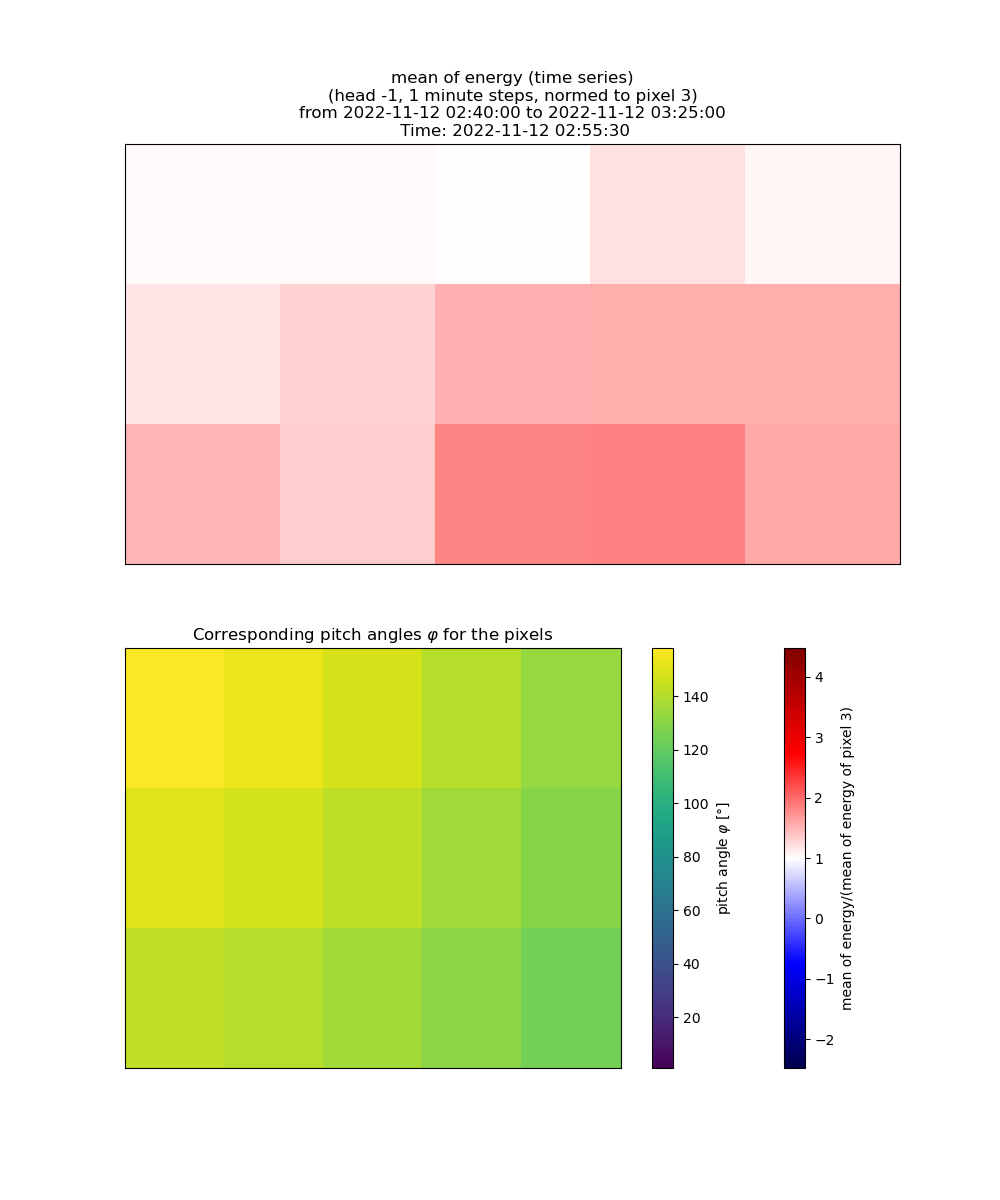 mean of energy (time series)
(head -1, 1 minute steps, normed to pixel 3)
from 2022-11-12 02:40:00 to 2022-11-12 03:25:00
Time: 2022-11-12 02:55:30
Corresponding pitch angles φ for the pixels
140
120
100
80
60
40
20
pitch angle φ [°]
4
3
2
1
0
−1
−2
mean of energy/(mean of energy of pixel 3)